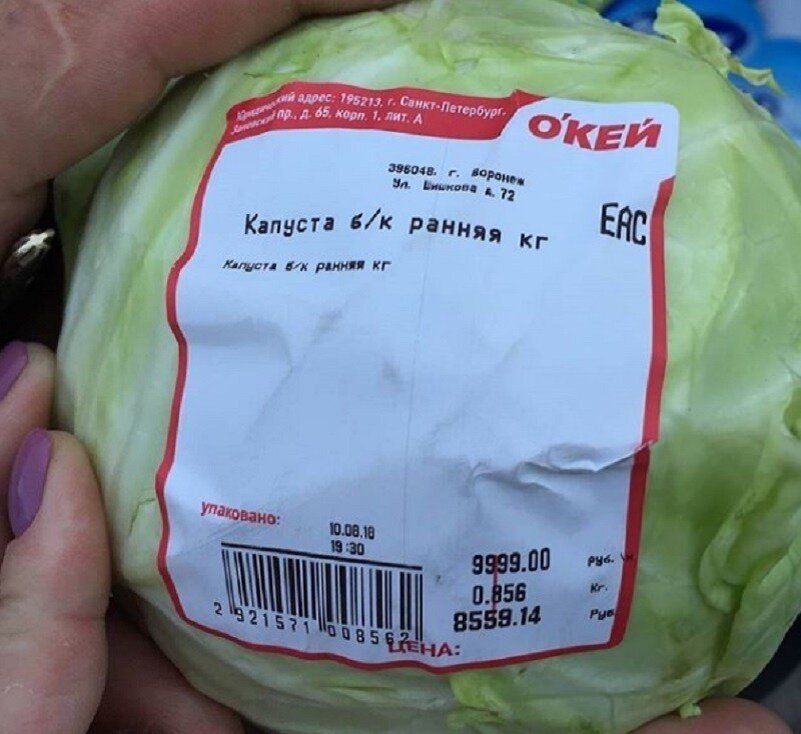 Юридический адрес: 195213, г. Санкт-Петербург,
Заневский пр., д. 65, корп. 1, лит. А
О'КЕЙ
396048, г. Воронеж
Ул. Шишкова д. 72
EAC
Капуста б/к ранняя кг
Капуста б/к ранняя кг
упаковано:
10.08.18
19:30
9999.00 Руб. \к
0.856 Кг.
8559.14 Руб
2 921571 008562
ЦЕНА: